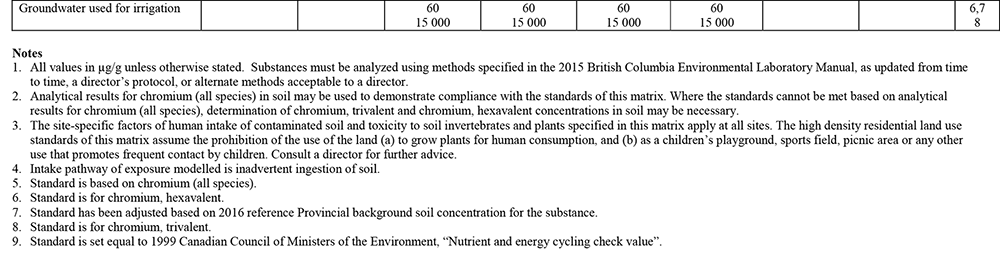 Groundwater used for irrigation 60 60 60 60 6,7
15 000 15 000 15 000 15 000 8
Notes
1. All values in µg/g unless otherwise stated. Substances must be analyzed using methods specified in the 2015 British Columbia Environmental Laboratory Manual, as updated from time
to time, a director's protocol, or alternate methods acceptable to a director.
2. Analytical results for chromium (all species) in soil may be used to demonstrate compliance with the standards of this matrix. Where the standards cannot be met based on analytical
results for chromium (all species), determination of chromium, trivalent and chromium, hexavalent concentrations in soil may be necessary.
3. The site-specific factors of human intake of contaminated soil and toxicity to soil invertebrates and plants specified in this matrix apply at all sites. The high density residential land use
standards of this matrix assume the prohibition of the use of the land (a) to grow plants for human consumption, and (b) as a children's playground, sports field, picnic area or any other
use that promotes frequent contact by children. Consult a director for further advice.
4. Intake pathway of exposure modelled is inadvertent ingestion of soil.
5. Standard is based on chromium (all species).
6. Standard is for chromium, hexavalent.
7. Standard has been adjusted based on 2016 reference Provincial background soil concentration for the substance.
8. Standard is for chromium, trivalent.
9. Standard is set equal to 1999 Canadian Council of Ministers of the Environment, “Nutrient and energy cycling check value”.